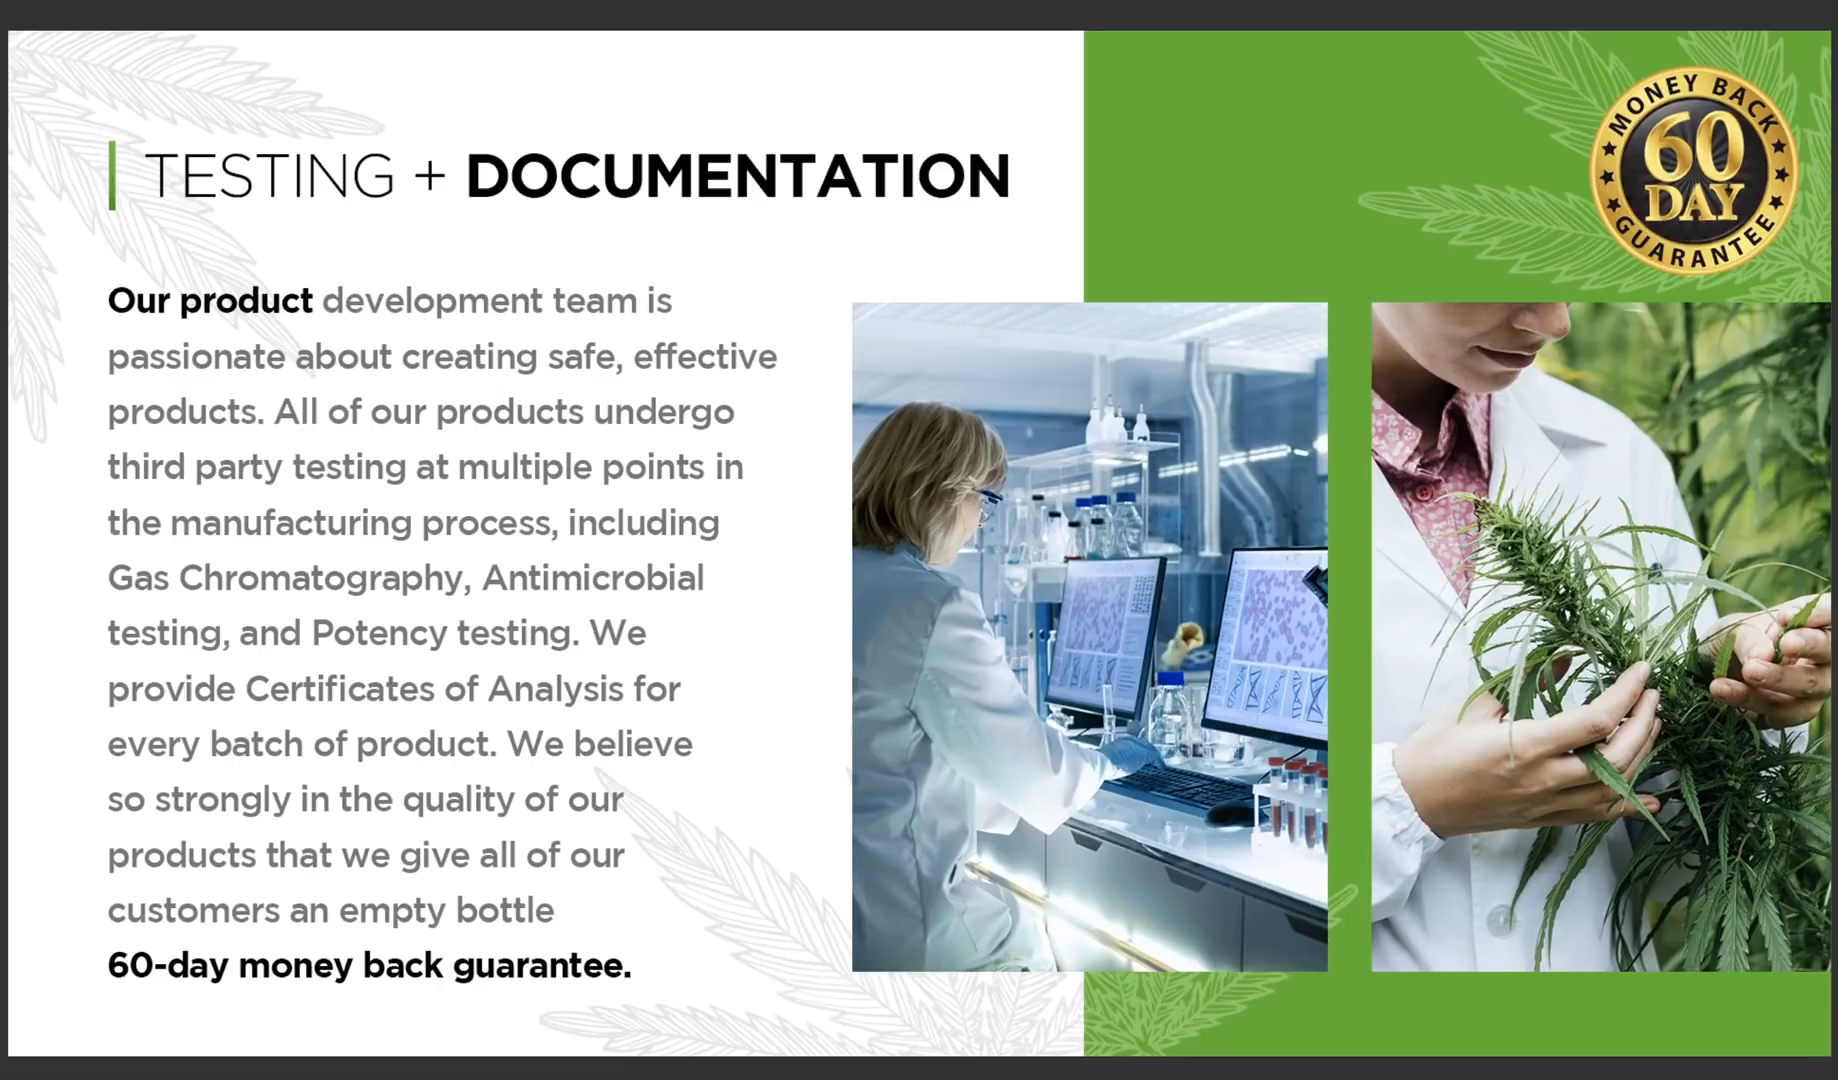 TESTING + DOCUMENTATION
Our product development team is
passionate about creating safe, effective
products. All of our products undergo
third party testing at multiple points in
the manufacturing process, including
Gas Chromatography, Antimicrobial
testing, and Potency testing. We
provide Certificates of Analysis for
every batch of product. We believe
so strongly in the quality of our
products that we give all of our
customers an empty bottle
60-day money back guarantee.
MONEY BACK
60
DAY
GUARANTEE